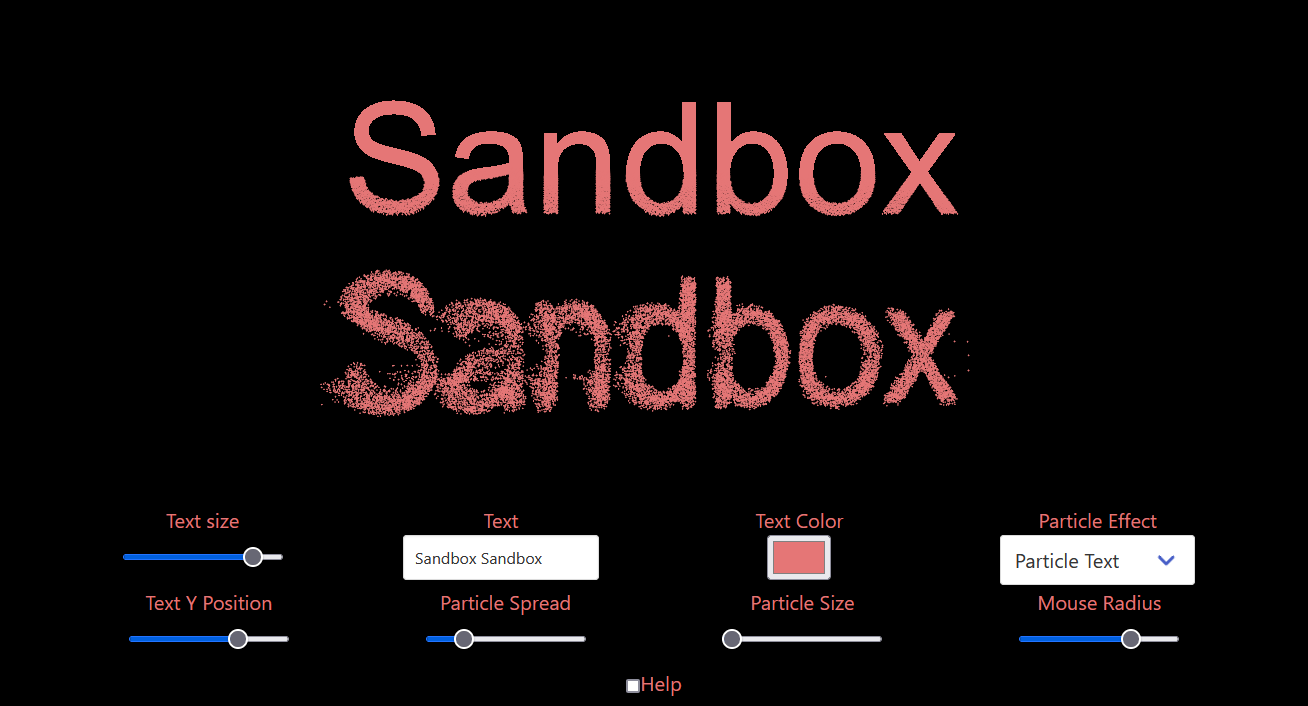 Sandbox
Sandbox
Text size
Text
Text Color
Particle Effect
Sandbox Sandbox
Particle Text
Text Y Position
Particle Spread
Particle Size
Mouse Radius
Help